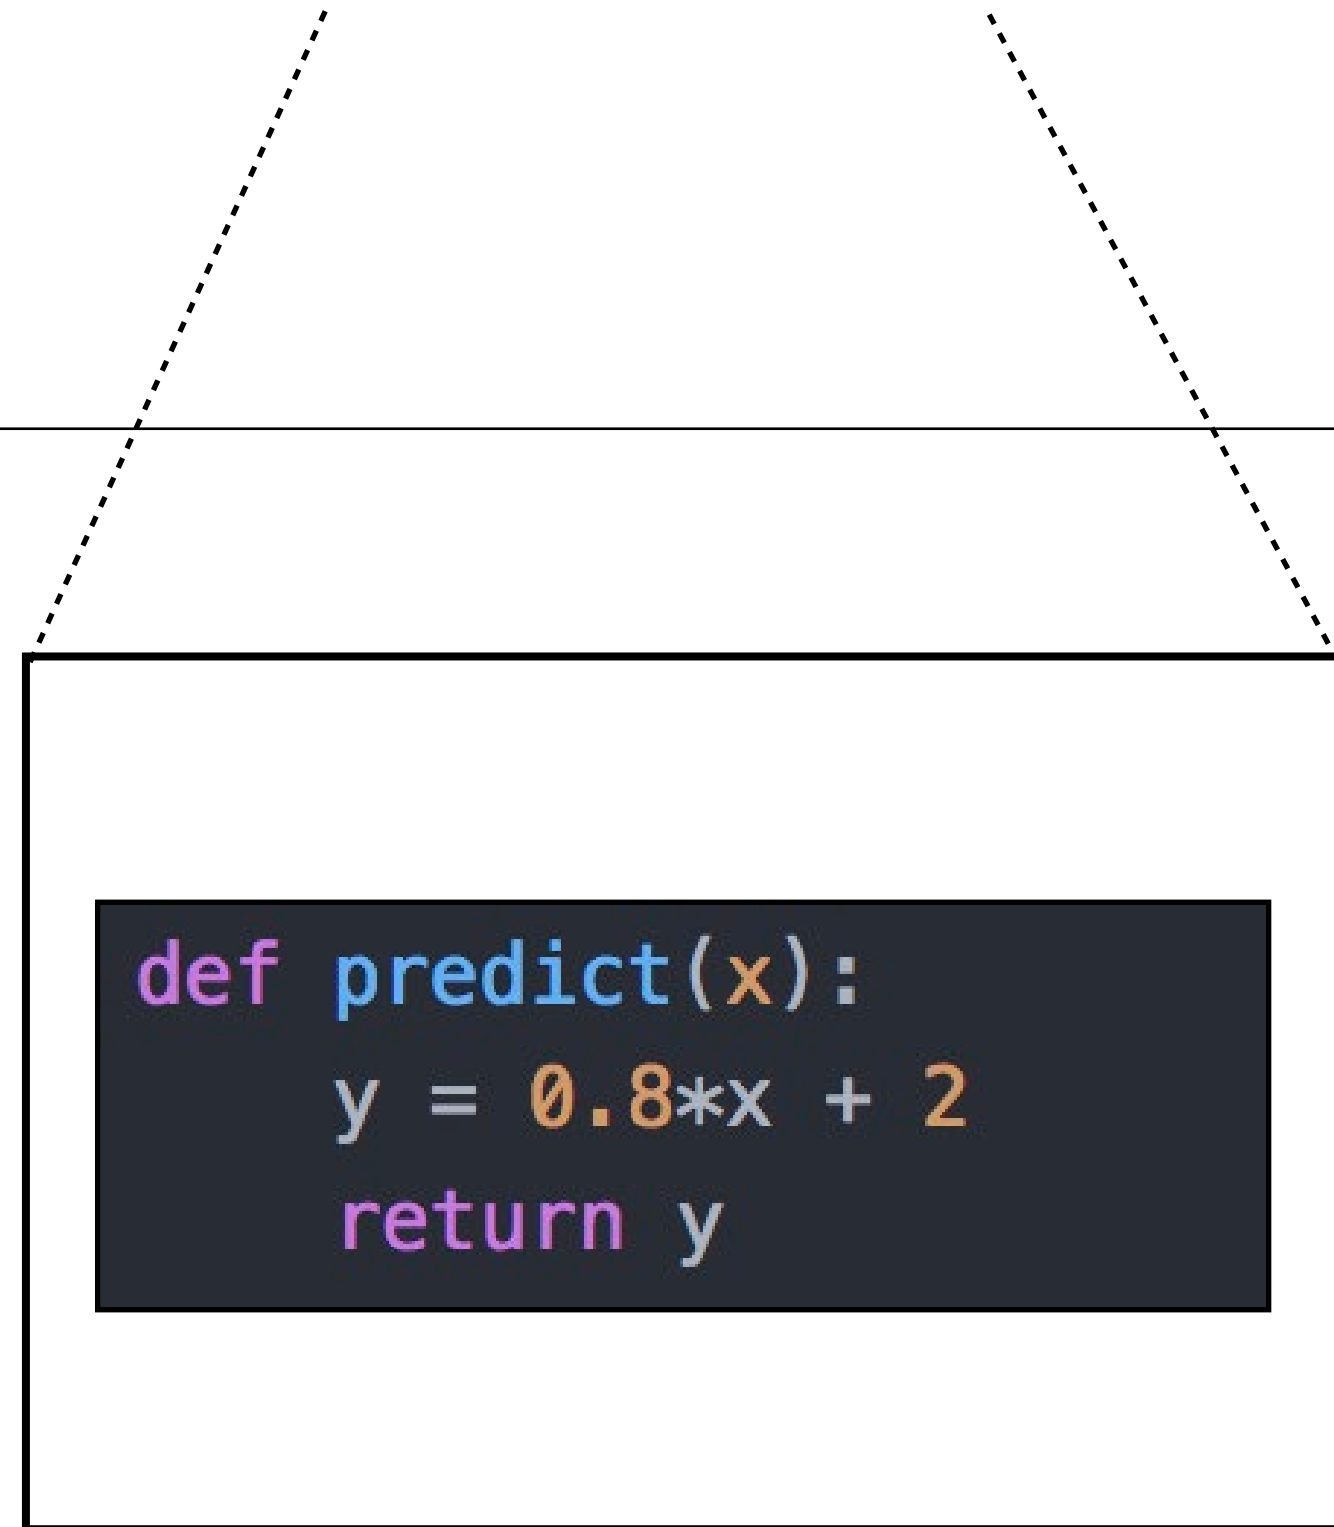 def predict(x):
    y = 0.8*x + 2
    return y